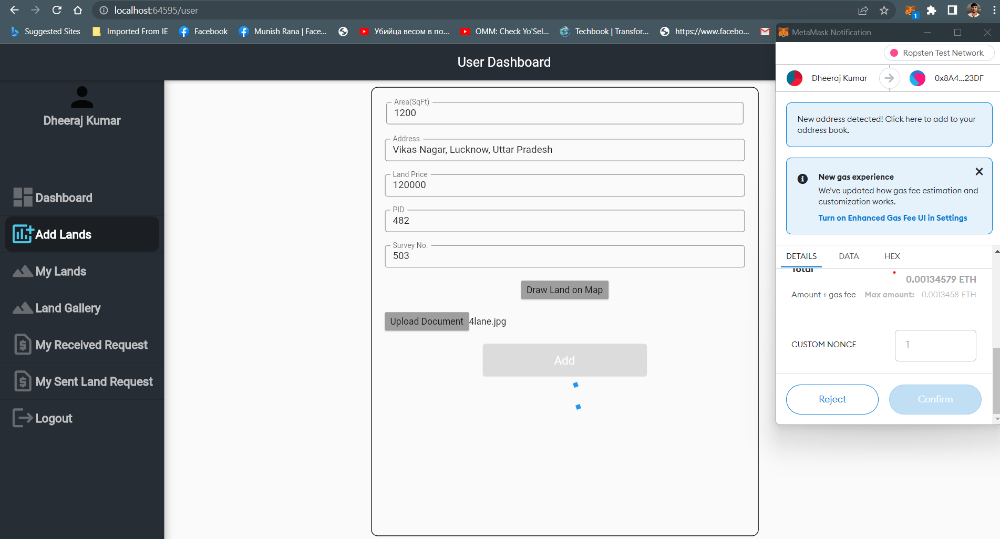 localhost:64595/user
1
Suggested Sites
Imported From IE
Facebook
Munish Rana | Face...
Убийца весом в по...
OMM: Check Yo'Sel...
Techbook | Transfor...
https://www.facebo...
User Dashboard
Dheeraj Kumar
Dashboard
Add Lands
My Lands
Land Gallery
My Received Request
My Sent Land Request
Logout
Area(SqFt)
1200
Address
Vikas Nagar, Lucknow, Uttar Pradesh
Land Price
120000
PID
482
Survey No.
503
Draw Land on Map
Upload Document 4lane.jpg
Add
MetaMask Notification
Ropsten Test Network
Dheeraj Kumar
0x8A4...23DF
New address detected! Click here to add to your
address book.
New gas experience
We've updated how gas fee estimation and
customization works.
Turn on Enhanced Gas Fee UI in Settings
DETAILS
DATA
HEX
Total
0.00134579 ETH
Amount + gas fee
Max amount: 0.0013458 ETH
CUSTOM NONCE
1
Reject
Confirm